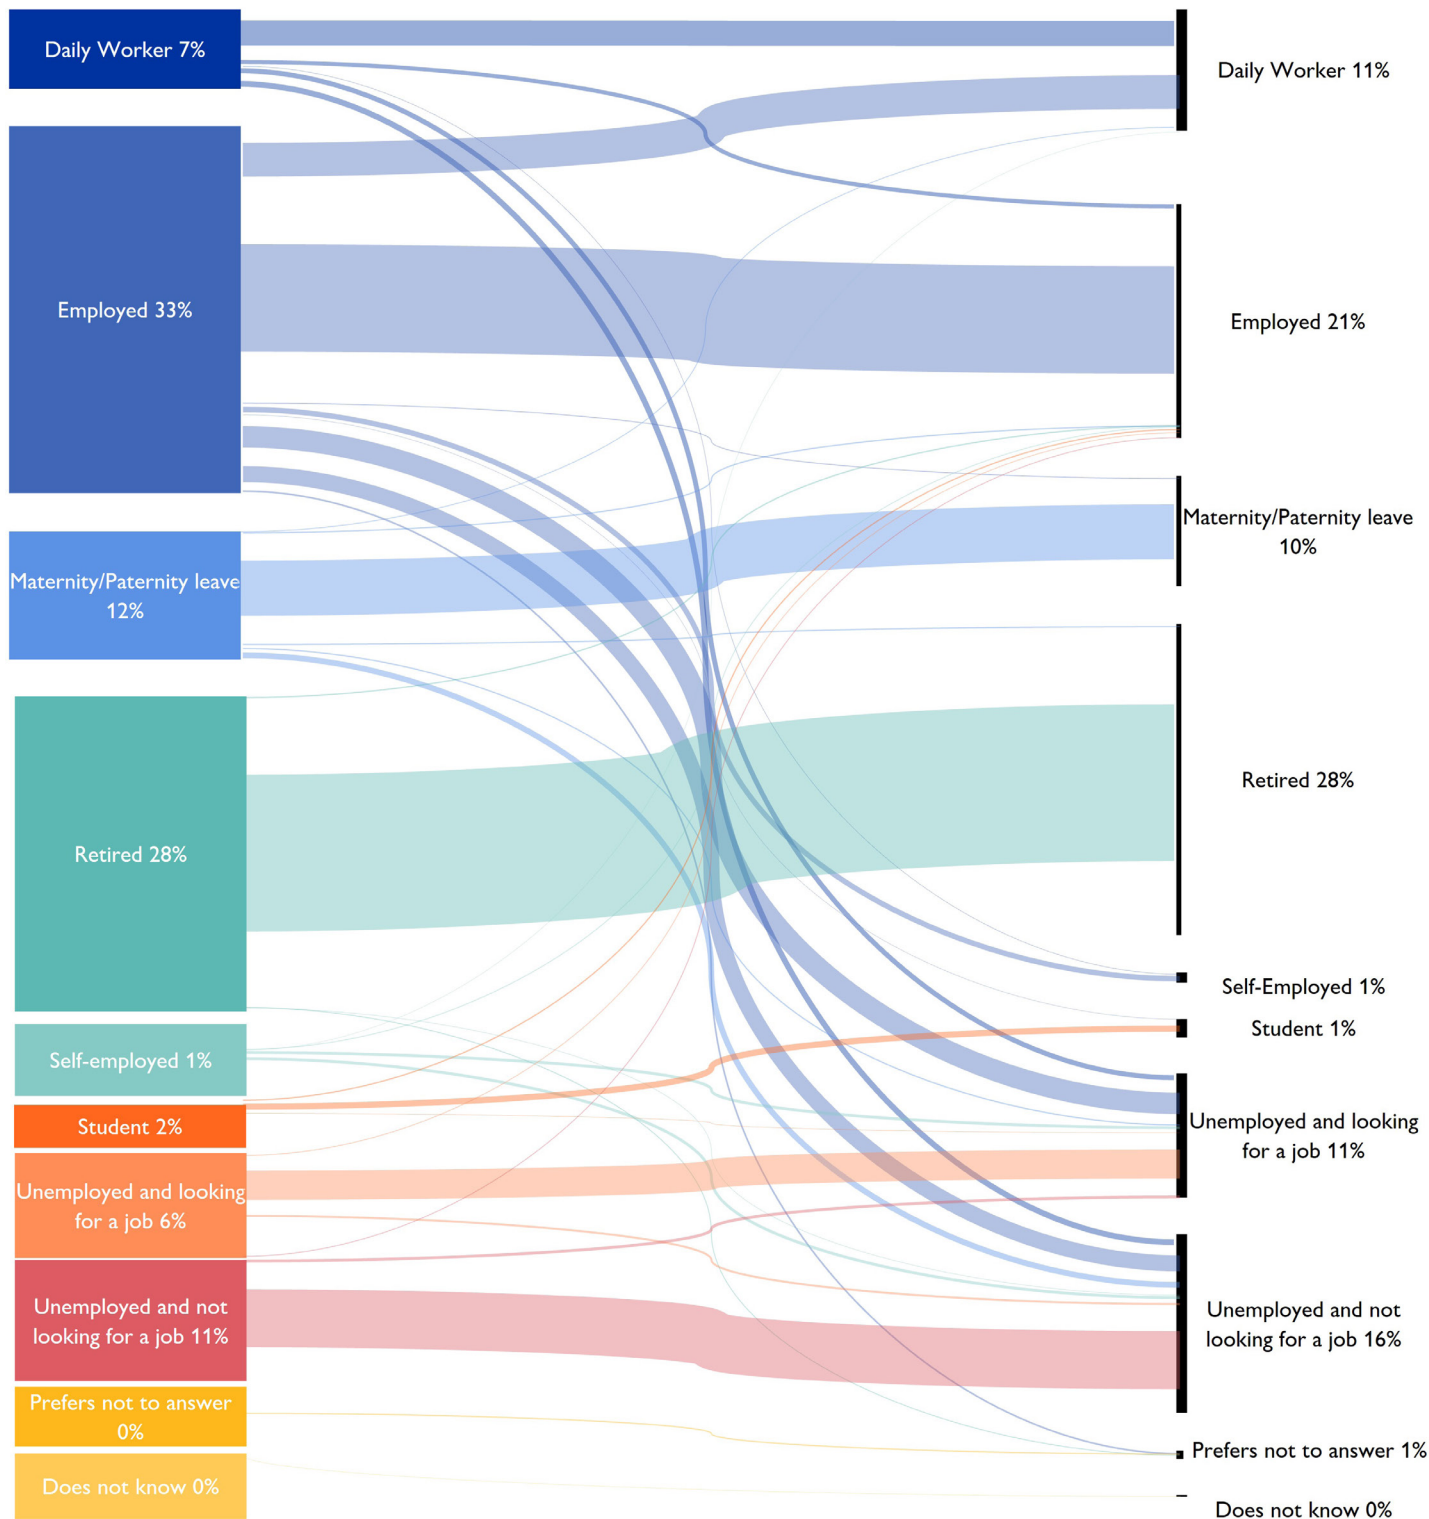 Daily Worker 7%
Employed 33%
Maternity/Paternity leave
12%
Retired 28%
Self-employed 1%
Student 2%
Unemployed and looking
for a job 6%
Unemployed and not
looking for a job 11%
Prefers not to answer
0%
Does not know 0%
Daily Worker 11%
Employed 21%
Maternity/Paternity leave
10%
Retired 28%
Self-Employed 1%
Student 1%
Unemployed and looking
for a job 11%
Unemployed and not
looking for a job 16%
Prefers not to answer 1%
Does not know 0%